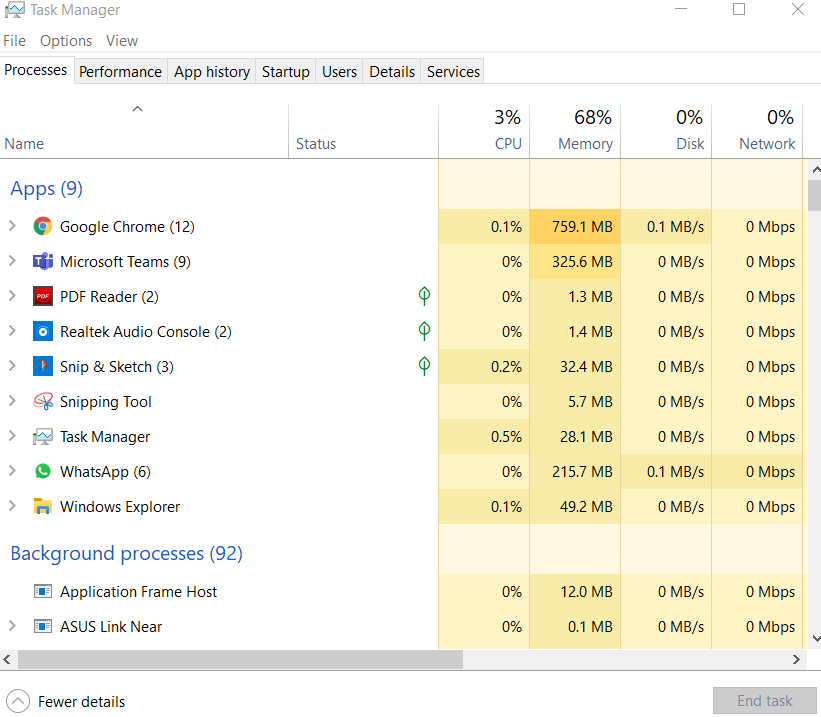 Task Manager
File Options View
Processes Performance App history Startup Users Details Services
3% 68% 0% 0%
Name Status CPU Memory Disk Network
Apps (9)
Google Chrome (12) 0.1% 759.1 MB 0.1 MB/s 0 Mbps
Microsoft Teams (9) 0% 325.6 MB 0 MB/s 0 Mbps
PDF PDF Reader (2) 0% 1.3 MB 0 MB/s 0 Mbps
Realtek Audio Console (2) 0% 1.4 MB 0 MB/s 0 Mbps
Snip & Sketch (3) 0.2% 32.4 MB 0 MB/s 0 Mbps
Snipping Tool 0% 5.7 MB 0 MB/s 0 Mbps
Task Manager 0.5% 28.1 MB 0 MB/s 0 Mbps
WhatsApp (6) 0% 215.7 MB 0.1 MB/s 0 Mbps
Windows Explorer 0.1% 49.2 MB 0 MB/s 0 Mbps
Background processes (92)
Application Frame Host 0% 12.0 MB 0 MB/s 0 Mbps
ASUS Link Near 0% 0.1 MB 0 MB/s 0 Mbps
Fewer details End task